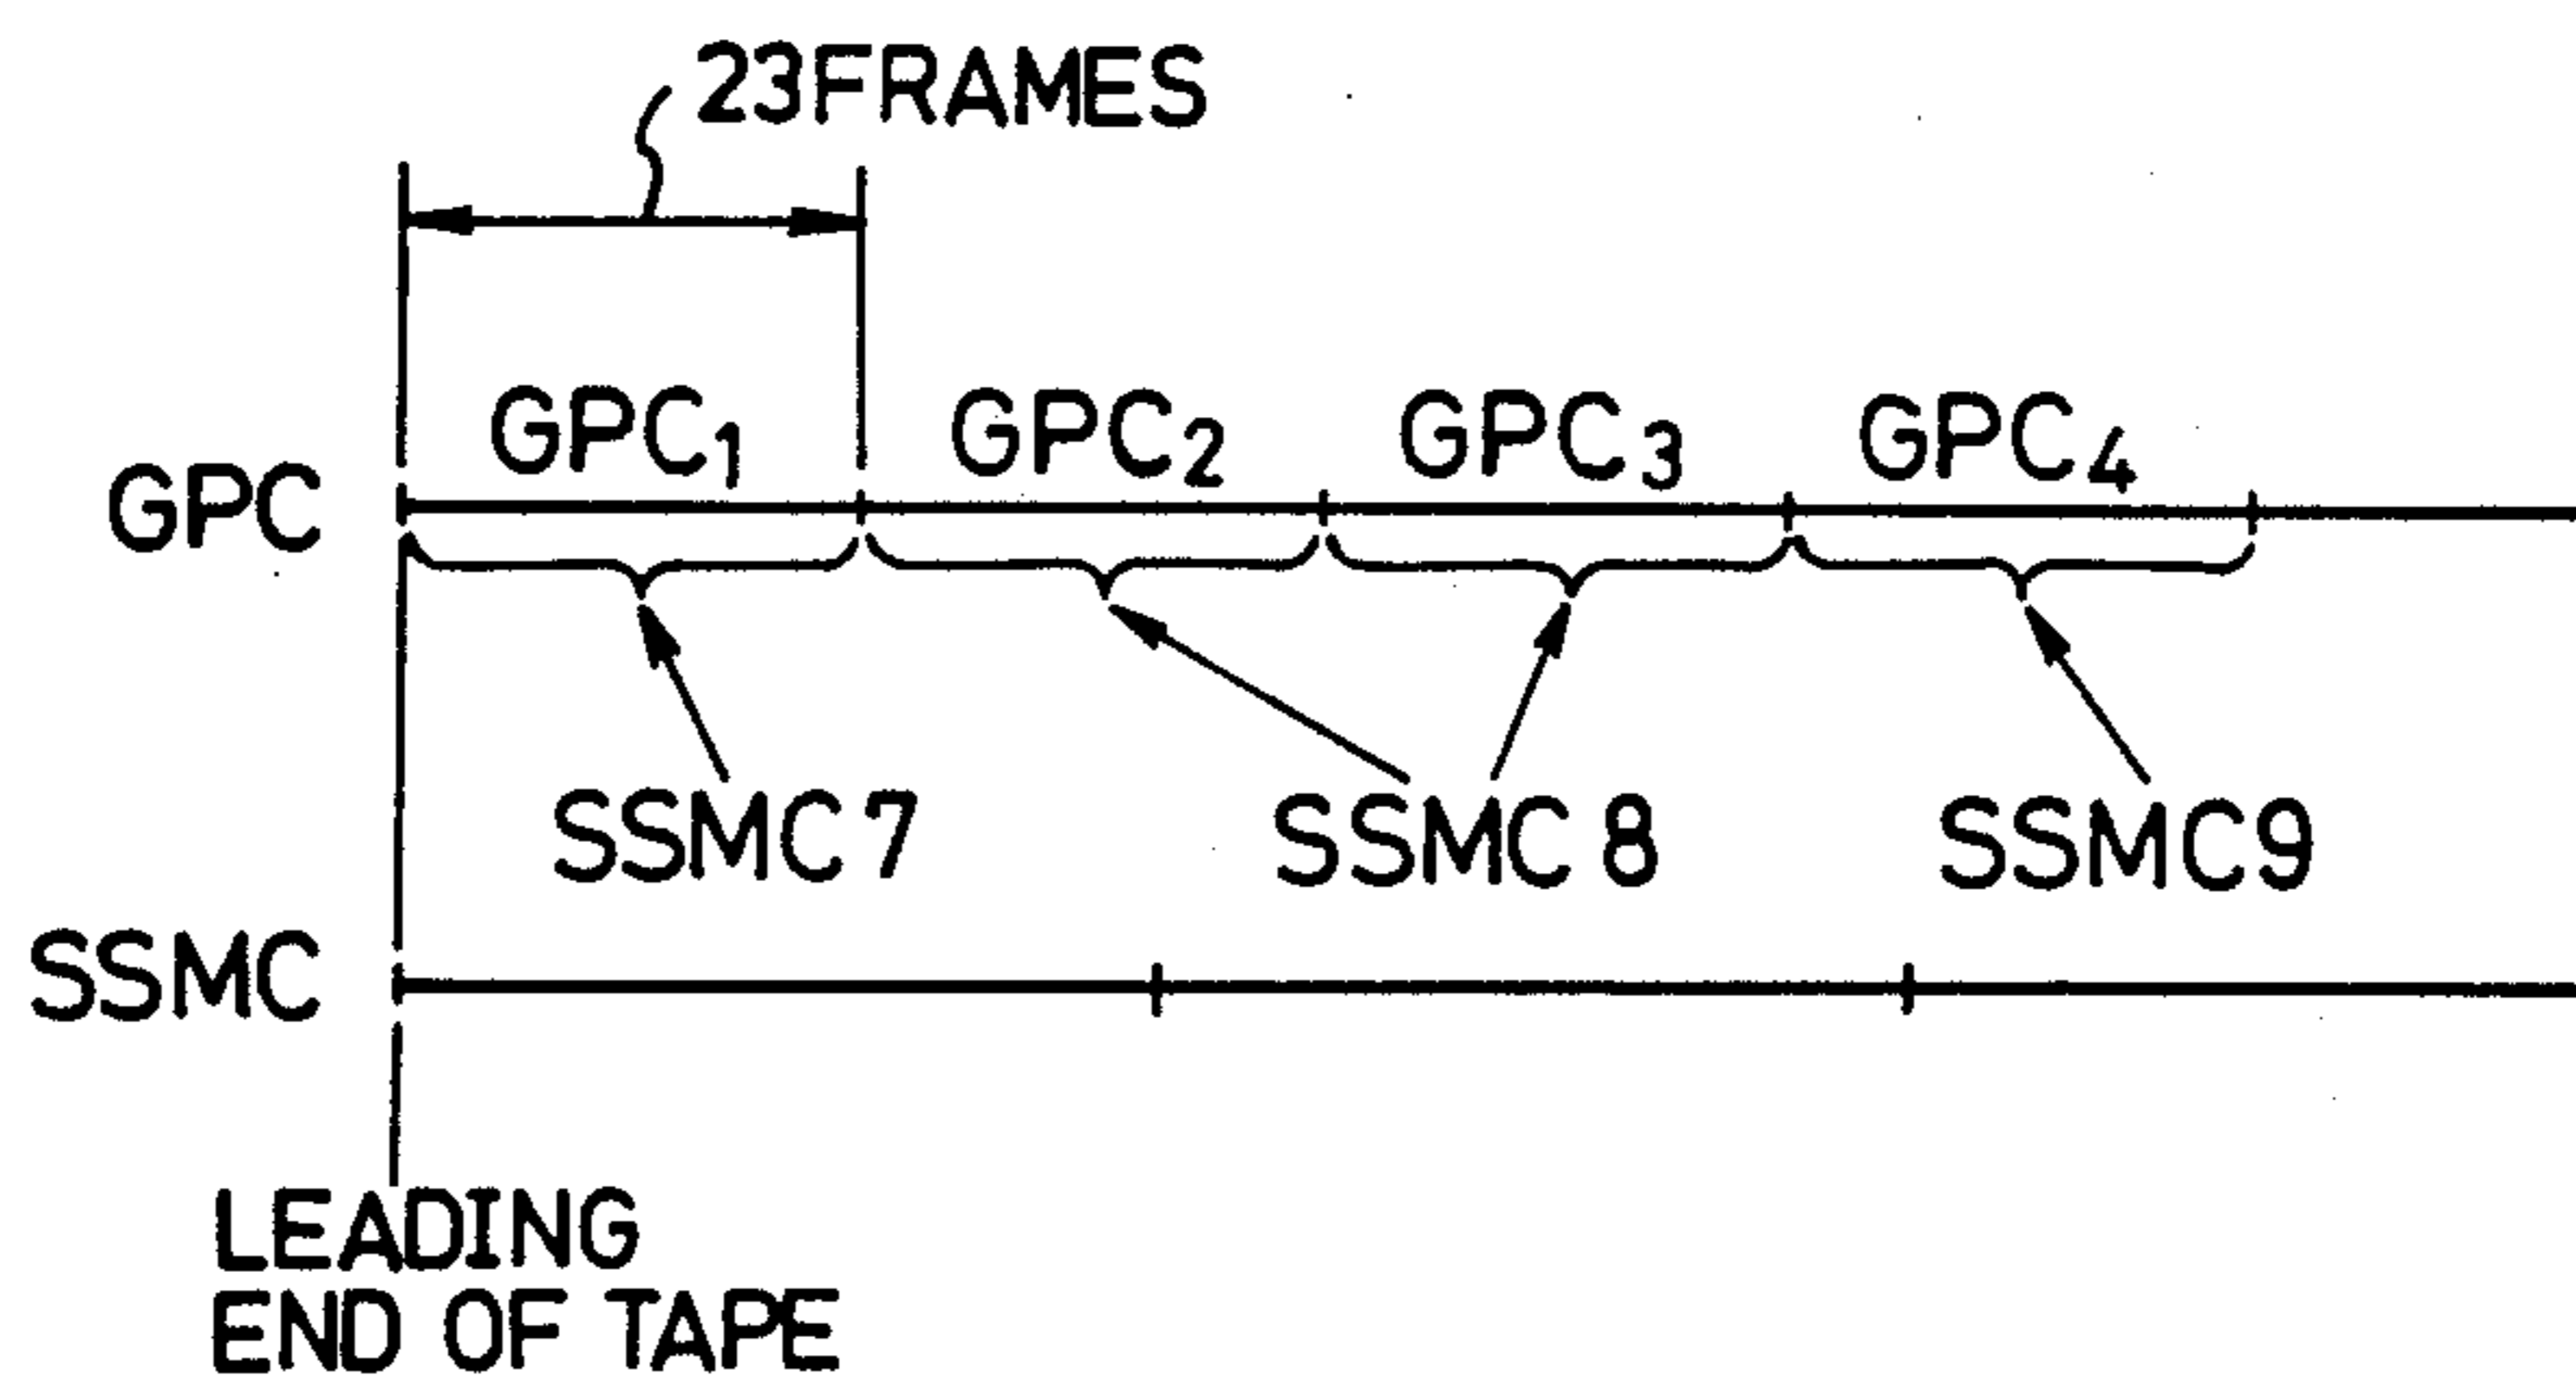 23FRAMES
GPC1 GPC2 GPC3 GPC4
GPC
SSMC7 SSMC8 SSMC9
SSMC
LEADING
END OF TAPE